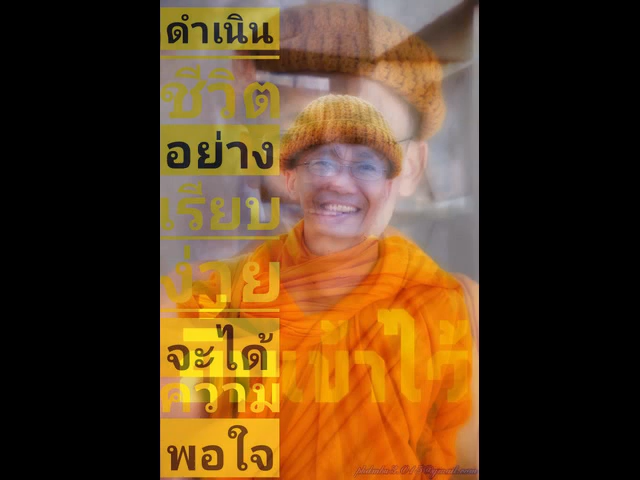 ดำเนิน
ชีวิต
อย่าง
เรียบ
ง่าย
จะได้
ความ
พอใจ